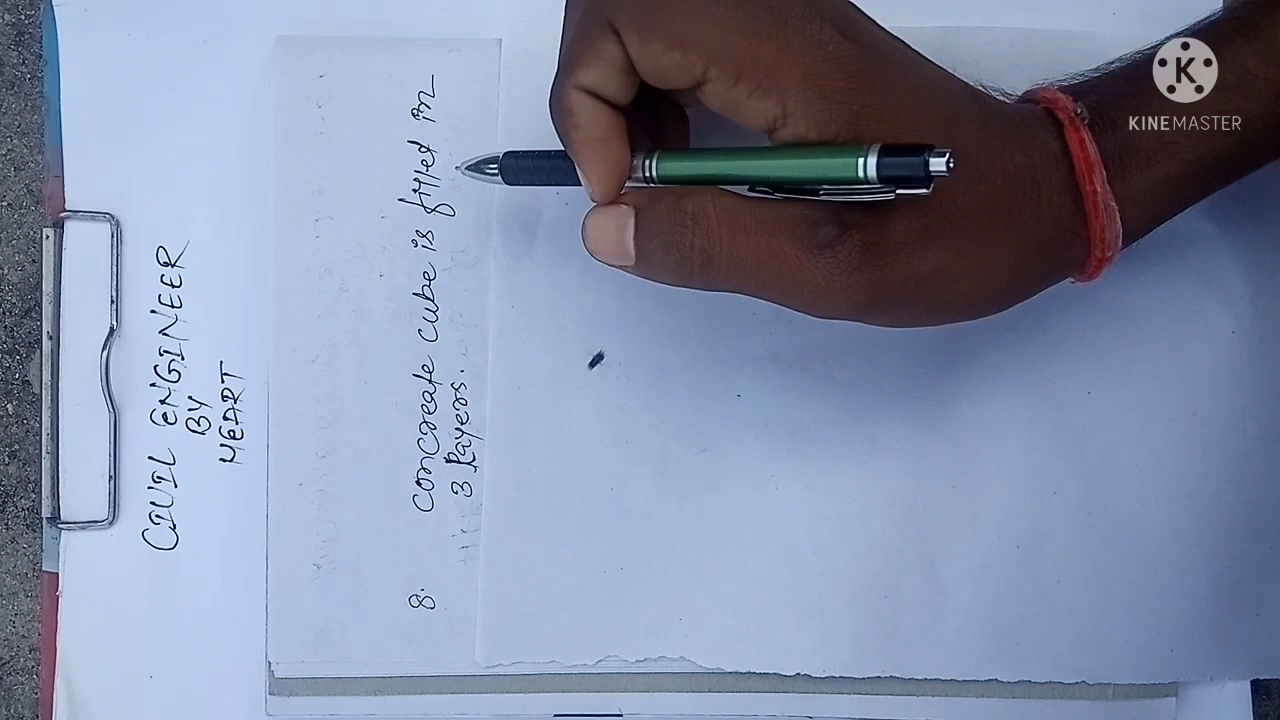 CIVIL ENGINEER
BY
HEART
8. Concreate cube is filled in
3 layers.
KINEMASTER